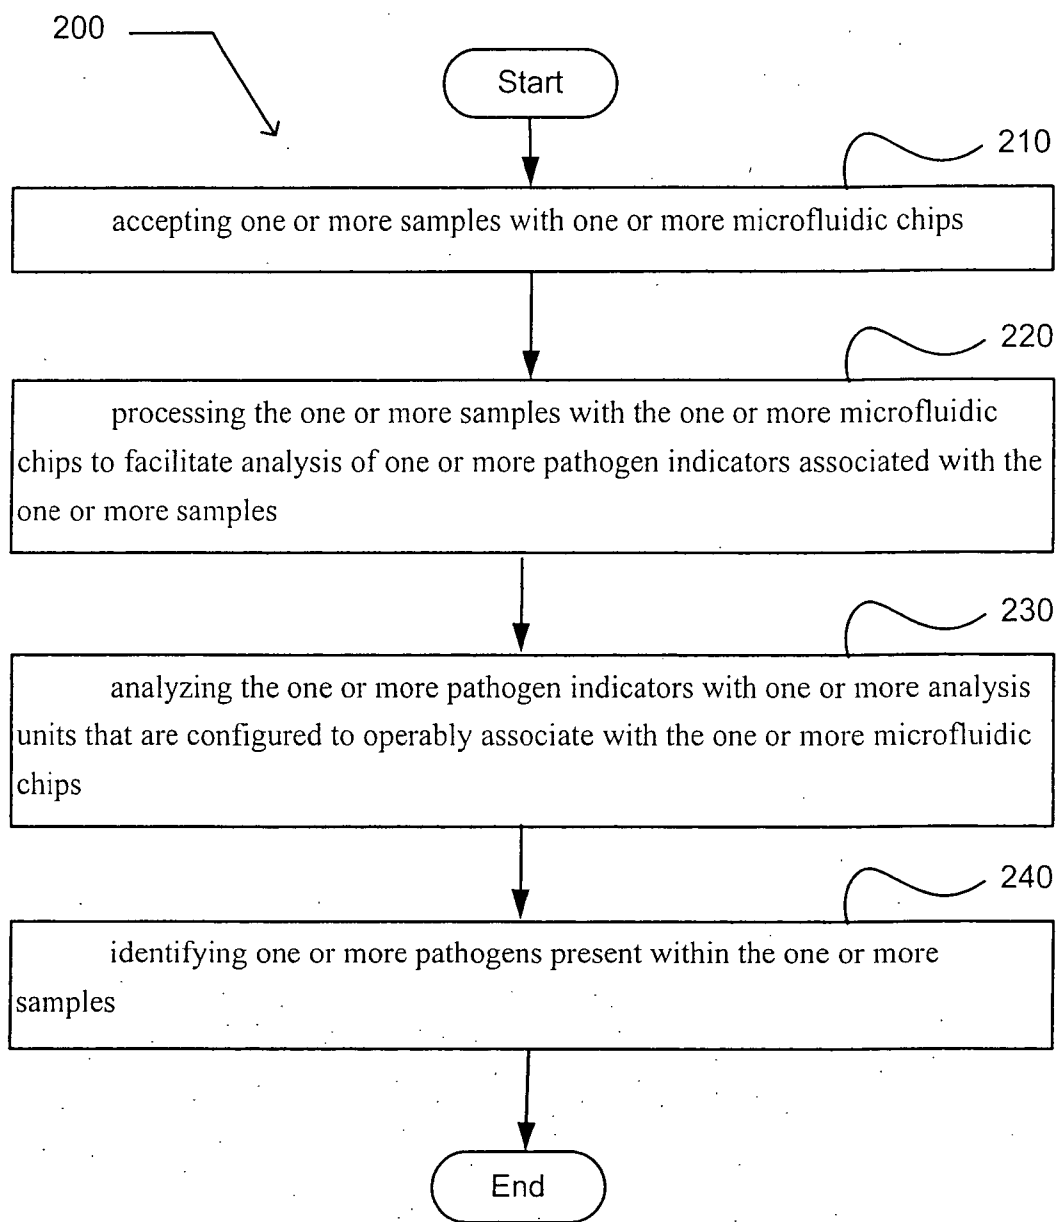 200
Start
210
accepting one or more samples with one or more microfluidic chips
220
processing the one or more samples with the one or more microfluidic
chips to facilitate analysis of one or more pathogen indicators associated with the
one or more samples
230
analyzing the one or more pathogen indicators with one or more analysis
units that are configured to operably associate with the one or more microfluidic
chips
240
identifying one or more pathogens present within the one or more
samples
End